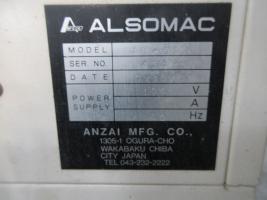 ALSOMAC
MODEL
SER. NO.
DATE
POWER SUPPLY
V
A
Hz
ANZAI MFG. CO.,
1305-1 OGURA-CHO
WAKABAKU CHIBA
CITY JAPAN
TEL 043-232-2222